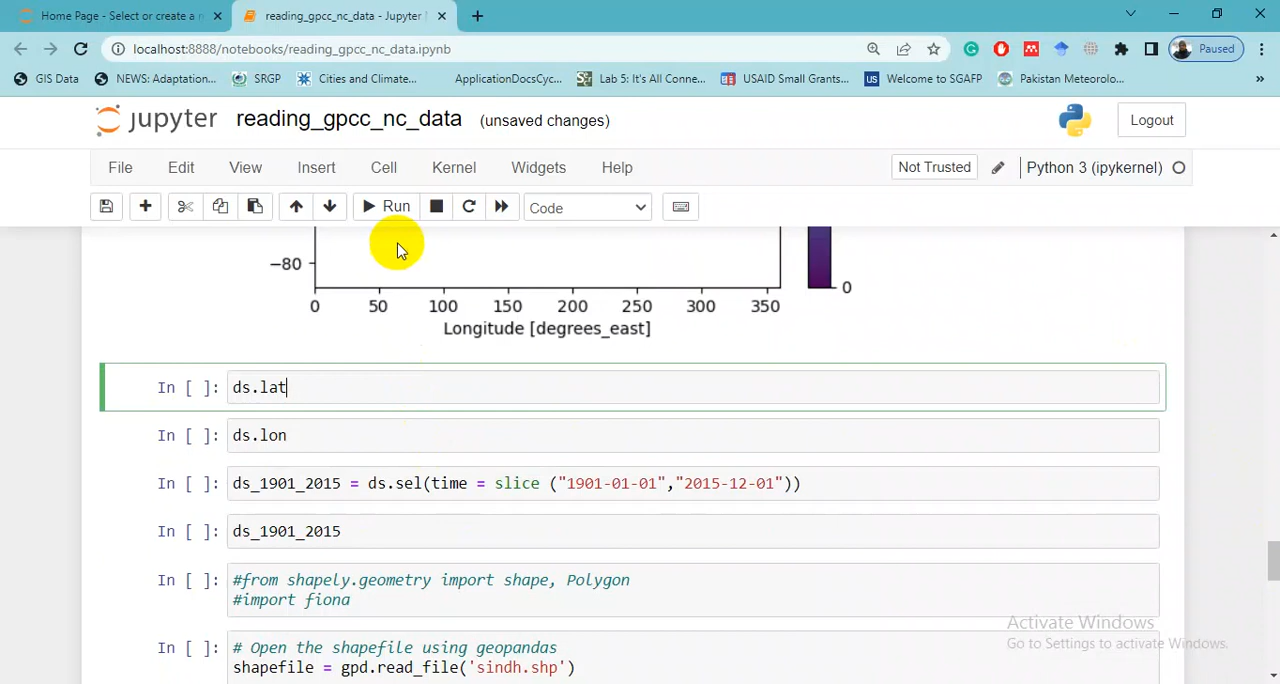 Home Page - Select or create a r
reading_gpcc_nc_data - Jupyter
localhost:8888/notebooks/reading_gpcc_nc_data.ipynb
Paused
GIS Data
NEWS: Adaptation...
SRGP
Cities and Climate...
ApplicationDocsCyc...
Lab 5: It's All Conne...
USAID Small Grants...
US
Welcome to SGAFP
Pakistan Meteorolo...
»
jupyter reading_gpcc_nc_data (unsaved changes)
Logout
File Edit View Insert Cell Kernel Widgets Help
Not Trusted
Python 3 (ipykernel)
Run
Code
−80
0
0 50 100 150 200 250 300 350
Longitude [degrees_east]
In [ ]: ds.lat
In [ ]: ds.lon
In [ ]: ds_1901_2015 = ds.sel(time = slice ("1901-01-01","2015-12-01"))
In [ ]: ds_1901_2015
In [ ]: #from shapely.geometry import shape, Polygon
#import fiona
In [ ]: # Open the shapefile using geopandas
shapefile = gpd.read_file('sindh.shp')
Activate Windows
Go to Settings to activate Windows.